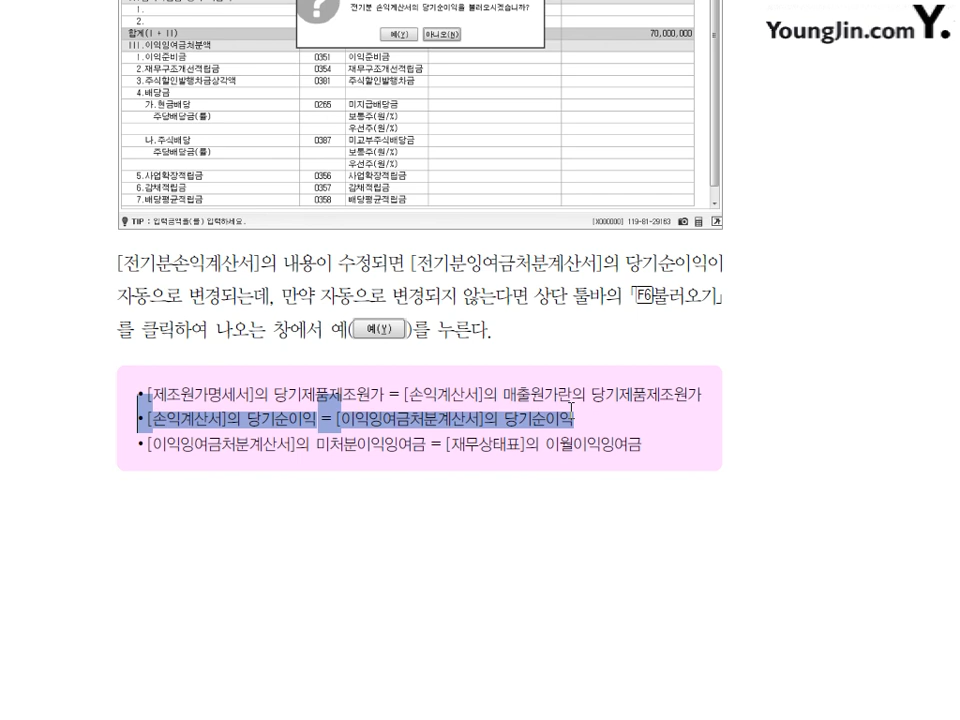 Youngjin.com Y.
1.
2.
전기분 손익계산서의 당기순이익을 불러오시겠습니까?
예(Y) 아니오(N)
합계(I + II) 70,000,000
III.이익잉여금처분액
1.이익준비금 0351 이익준비금
2.재무구조개선적립금 0354 재무구조개선적립금
3.주식할인발행차금상각액 0381 주식할인발행차금
4.배당금
가.현금배당 0265 미지급배당금
주당배당금(률) 보통주(원/%)
우선주(원/%)
나.주식배당 0387 미교부주식배당금
주당배당금(률) 보통주(원/%)
우선주(원/%)
5.사업확장적립금 0356 사업확장적립금
6.감채적립금 0357 감채적립금
7.배당평균적립금 0358 배당평균적립금
TIP : 입력금액을(를) 입력하세요. 119-81-29163
[전기분손익계산서]의 내용이 수정되면 [전기분잉여금처분계산서]의 당기순이익이
자동으로 변경되는데, 만약 자동으로 변경되지 않는다면 상단 툴바의 「F6불러오기」
를 클릭하여 나오는 창에서 예( 예(Y) )를 누른다.
• [제조원가명세서]의 당기제품제조원가 = [손익계산서]의 매출원가란의 당기제품제조원가
• [손익계산서]의 당기순이익 = [이익잉여금처분계산서]의 당기순이익
• [이익잉여금처분계산서]의 미처분이익잉여금 = [재무상태표]의 이월이익잉여금